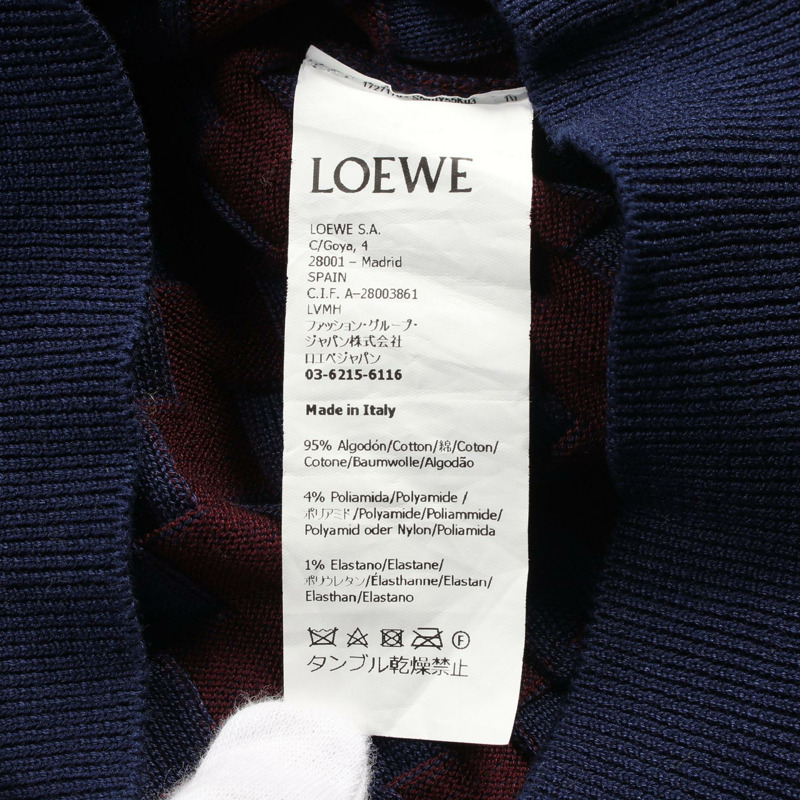 LOEWE
LOEWE S.A.
C/Goya, 4
28001 – Madrid
SPAIN
C.I.F. A–28003861
LVMH
ファッション・グループ・
ジャパン株式会社
ロエベジャパン
03-6215-6116
Made in Italy
95% Algodón/Cotton/綿/Coton/
Cotone/Baumwolle/Algodão
4% Poliamida/Polyamide /
ポリアミド/Polyamide/Poliammide/
Polyamid oder Nylon/Poliamida
1% Elastano/Elastane/
ポリウレタン/Élasthanne/Elastan/
Elasthan/Elastano
F
タンブル乾燥禁止